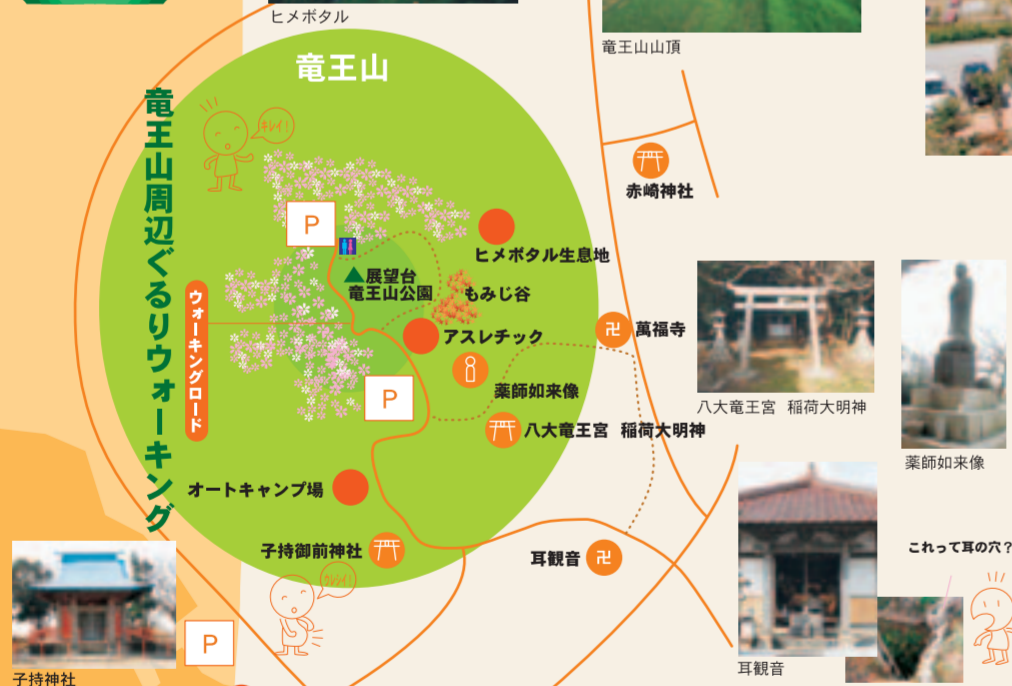 ヒメボタル
竜王山山頂
竜王山
竜王山周辺ぐるりウォーキング
キレイ!
赤崎神社
P
ヒメボタル生息地
展望台
竜王山公園
もみじ谷
ウォーキングロード
アスレチック
卍 萬福寺
薬師如来像
P
八大竜王宮 稲荷大明神
八大竜王宮 稲荷大明神
薬師如来像
オートキャンプ場
子持御前神社
耳観音 卍
これって耳の穴?
ウレシイ!
P
耳観音
子持神社